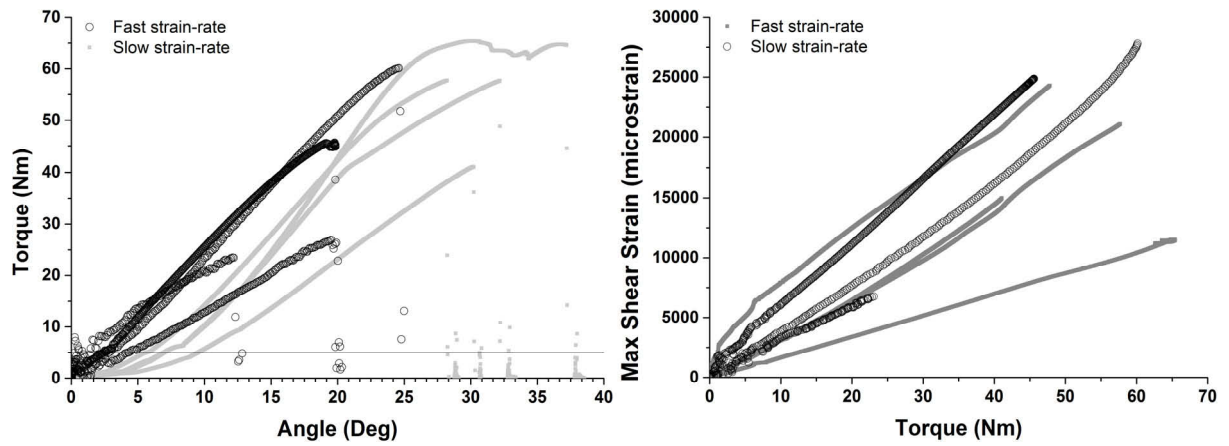 Fast strain-rate
Slow strain-rate
Torque (Nm)
70
60
50
40
30
20
10
0
0 5 10 15 20 25 30 35 40
Angle (Deg)
Fast strain-rate
Slow strain-rate
Max Shear Strain (microstrain)
30000
25000
20000
15000
10000
5000
0
0 10 20 30 40 50 60 70
Torque (Nm)